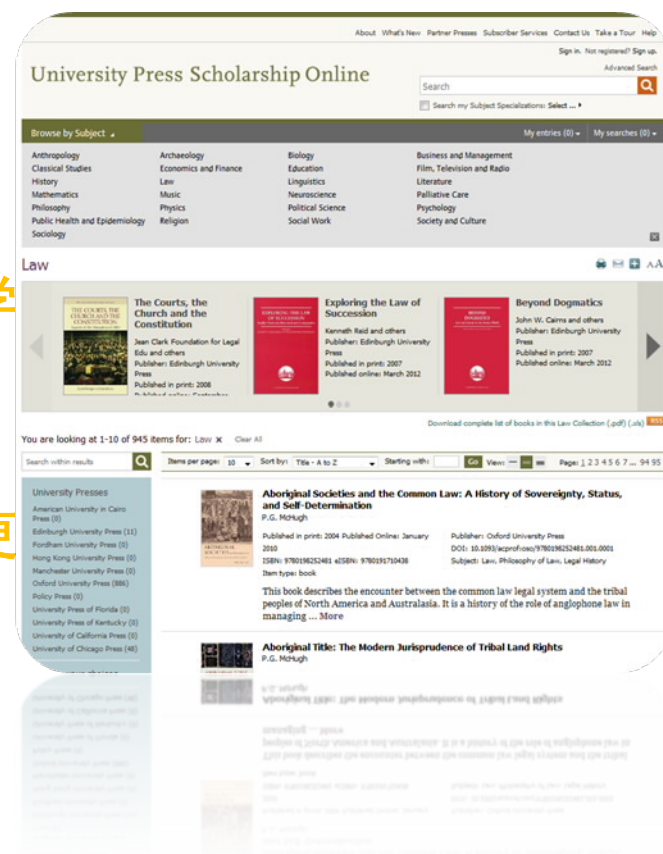 About What's New Partner Presses Subscriber Services Contact Us Take a Tour Help
Sign in. Not registered? Sign up.
University Press Scholarship Online
Advanced Search
Search
Search my Subject Specializations: Select ...
Browse by Subject
My entries (0) My searches (0)
Anthropology Archaeology Biology Business and Management
Classical Studies Economics and Finance Education Film, Television and Radio
History Law Linguistics Literature
Mathematics Music Neuroscience Palliative Care
Philosophy Physics Political Science Psychology
Public Health and Epidemiology Religion Social Work Society and Culture
Sociology
Law
The Courts, the Church and the Constitution
Jean Clark Foundation for Legal Edu and others
Publisher: Edinburgh University Press
Published in print: 2008
Exploring the Law of Succession
Kenneth Reid and others
Publisher: Edinburgh University Press
Published in print: 2007
Published online: March 2012
Beyond Dogmatics
John W. Cairns and others
Publisher: Edinburgh University Press
Published in print: 2007
Published online: March 2012
Download complete list of books in this Law Collection (.pdf) (.xls) RSS
You are looking at 1-10 of 945 items for: Law x Clear All
Search within results
Items per page: 10 Sort by: Title - A to Z Starting with: Go View: Page: 1 2 3 4 5 6 7 ... 94 95
University Presses
American University in Cairo Press (0)
Edinburgh University Press (11)
Fordham University Press (0)
Hong Kong University Press (0)
Manchester University Press (0)
Oxford University Press (886)
Policy Press (0)
University Press of Florida (0)
University Press of Kentucky (0)
University of California Press (0)
University of Chicago Press (48)
Aboriginal Societies and the Common Law: A History of Sovereignty, Status,
and Self-Determination
P.G. McHugh
Published in print: 2004 Published Online: January 2010
ISBN: 9780198252481 eISBN: 9780191710438
Item type: book
Publisher: Oxford University Press
DOI: 10.1093/acprof:oso/9780198252481.001.0001
Subject: Law, Philosophy of Law, Legal History
This book describes the encounter between the common law legal system and the tribal
peoples of North America and Australasia. It is a history of the role of anglophone law in
managing ... More
Aboriginal Title: The Modern Jurisprudence of Tribal Land Rights
P.G. McHugh